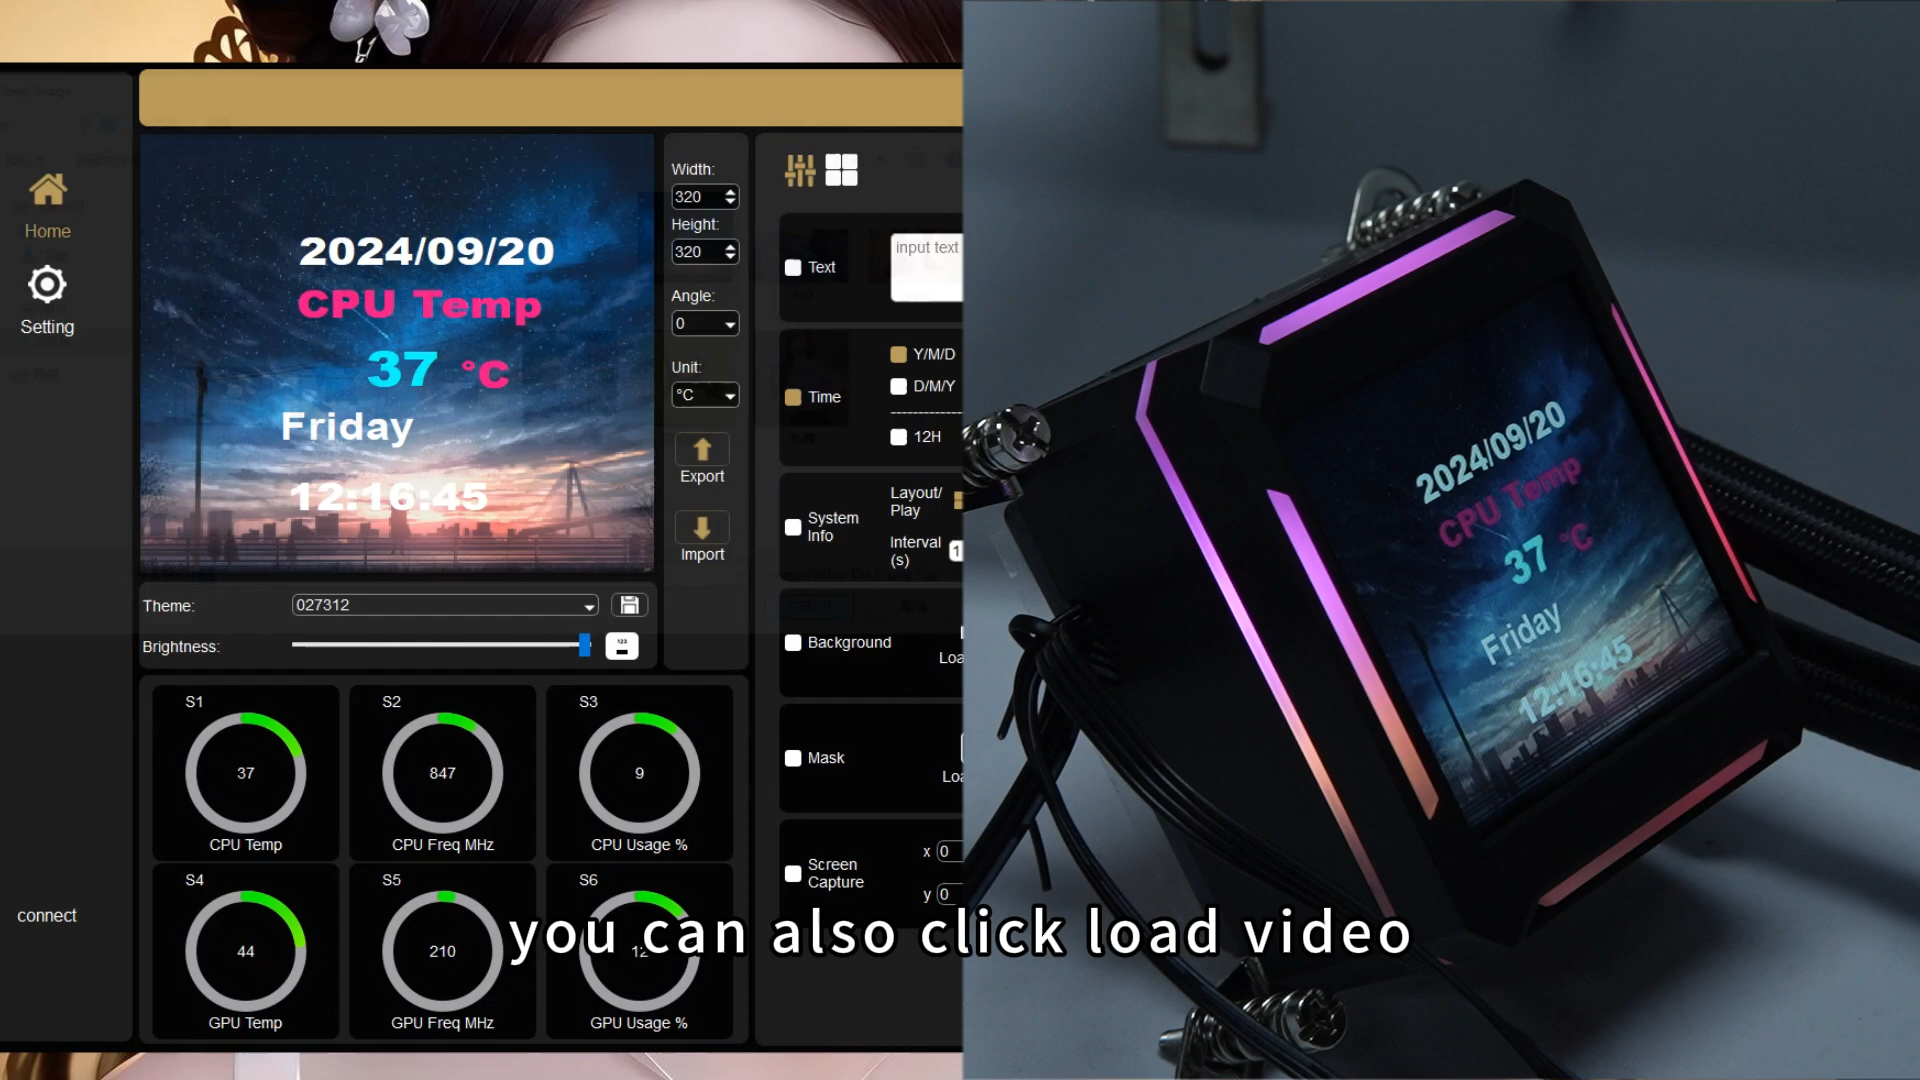 Home
Setting
connect
2024/09/20
CPU Temp
37 °C
Friday
12:16:45
Width:
320
Height:
320
Angle:
0
Unit:
°C
Export
Import
Theme:
027312
Brightness:
123
S1
37
CPU Temp
S2
847
CPU Freq MHz
S3
9
CPU Usage %
S4
44
GPU Temp
S5
210
GPU Freq MHz
S6
GPU Usage %
Text
input text
Time
Y/M/D
D/M/Y
12H
System
Info
Layout/
Play
Interval
(s)
1
Background
Loa
Mask
Loa
Screen
Capture
x 0
y 0
2024/09/20
CPU Temp
37 °C
Friday
12:16:45
you can also click load video